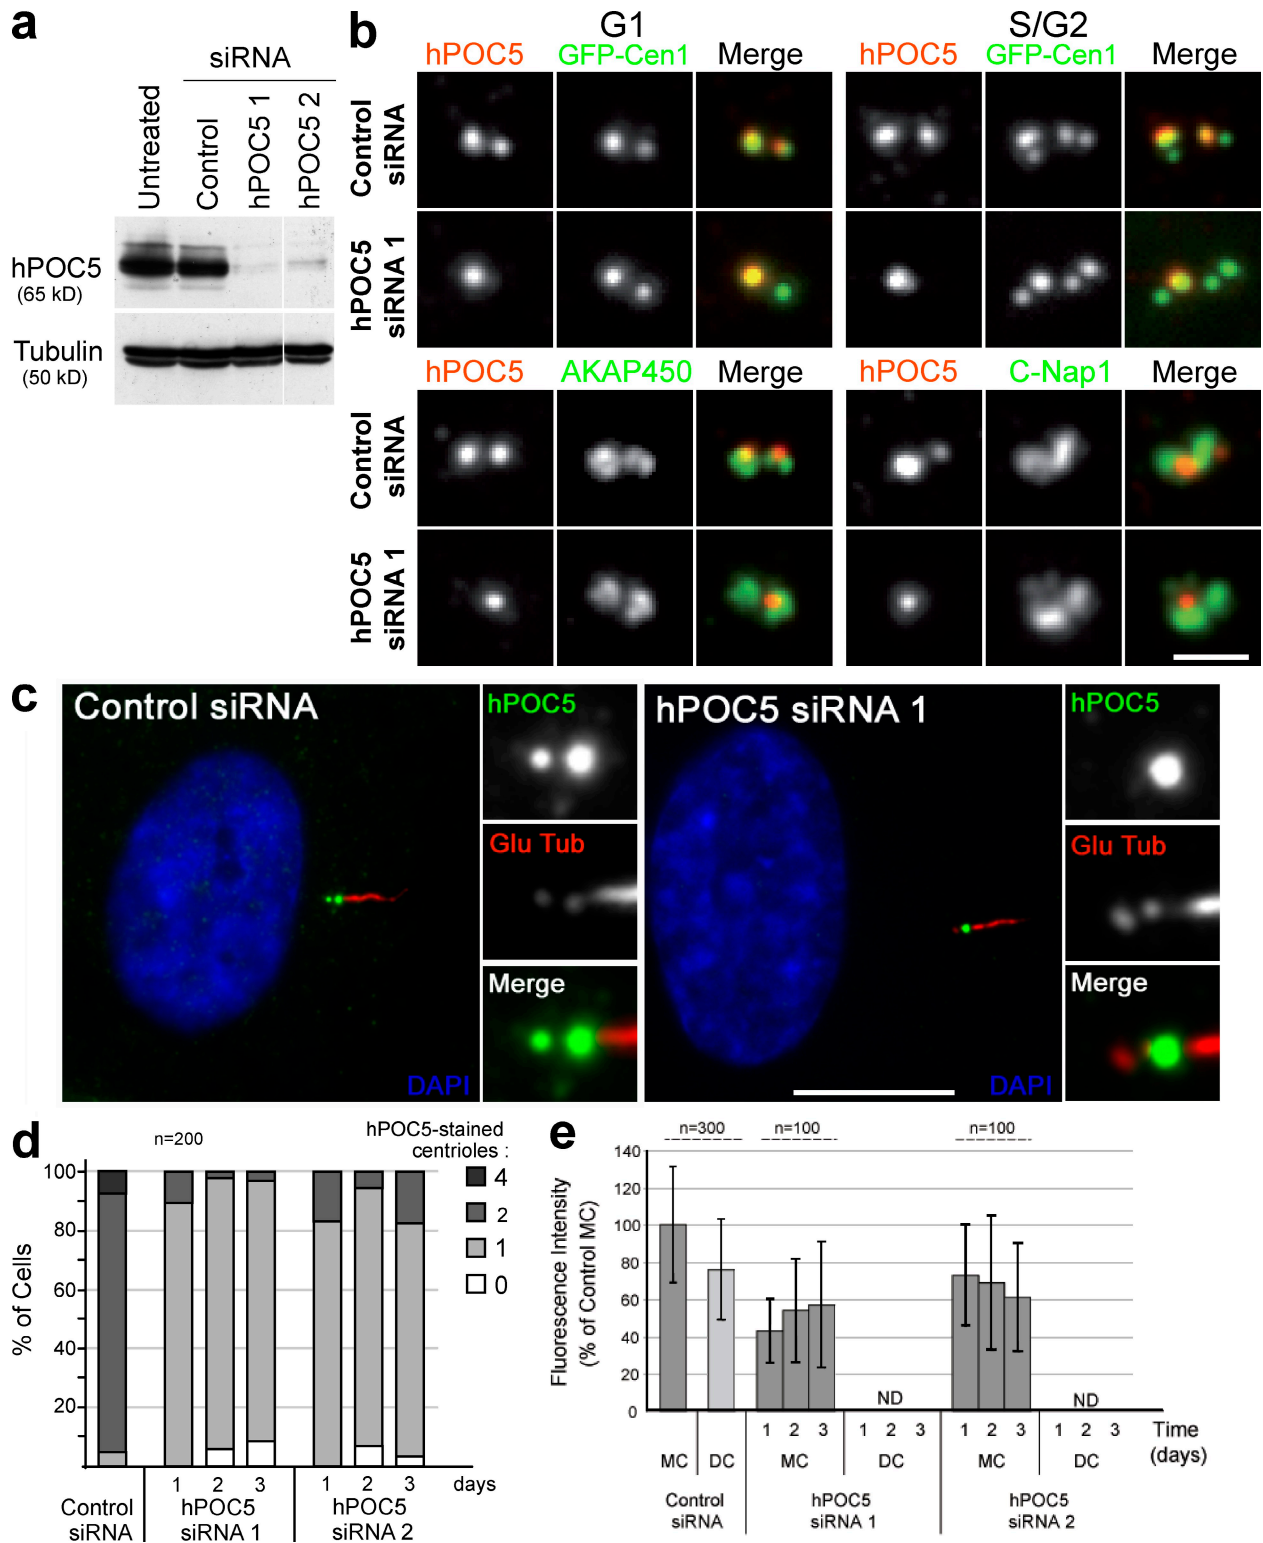 a
siRNA
Untreated
Control
hPOC5 1
hPOC5 2
hPOC5
(65 kD)
Tubulin
(50 kD)
b
G1
S/G2
hPOC5 GFP-Cen1 Merge
hPOC5 GFP-Cen1 Merge
Control
siRNA
hPOC5
siRNA 1
hPOC5 AKAP450 Merge
hPOC5 C-Nap1 Merge
Control
siRNA
hPOC5
siRNA 1
c
Control siRNA
DAPI
hPOC5
Glu Tub
Merge
hPOC5 siRNA 1
DAPI
hPOC5
Glu Tub
Merge
d
n=200
hPOC5-stained
centrioles :
4
2
1
0
% of Cells
100
80
60
40
20
1 2 3 1 2 3 days
Control
siRNA
hPOC5
siRNA 1
hPOC5
siRNA 2
e
n=300 n=100 n=100
Fluorescence Intensity
(% of Control MC)
140
120
100
80
60
40
20
0
ND ND
1 2 3 1 2 3 1 2 3 1 2 3 Time
(days)
MC DC MC DC MC DC
Control
siRNA
hPOC5
siRNA 1
hPOC5
siRNA 2